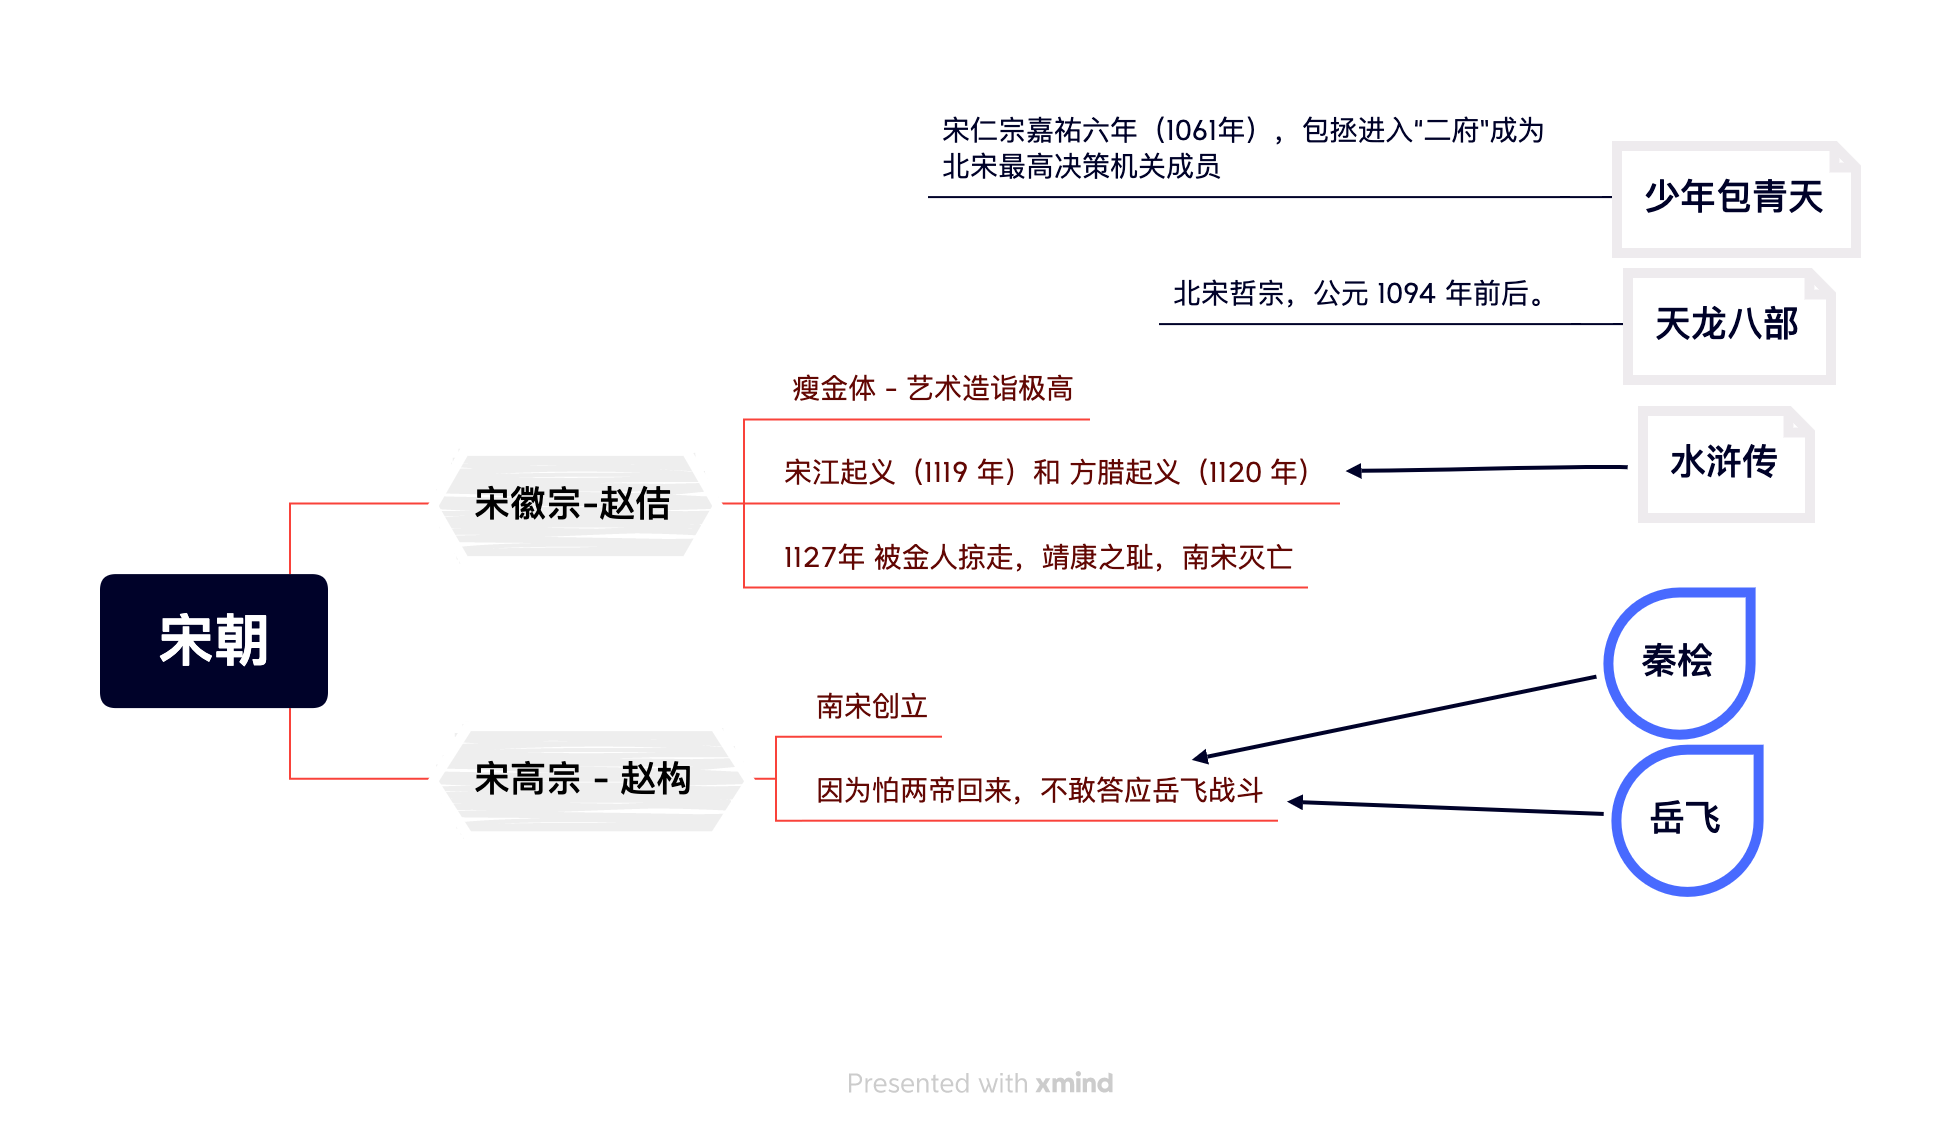 宋仁宗嘉祐六年（1061年），包拯进入“二府"成为
北宋最高决策机关成员
少年包青天
北宋哲宗，公元 1094 年前后。
天龙八部
瘦金体 - 艺术造诣极高
宋江起义（1119 年）和 方腊起义（1120 年）
水浒传
宋徽宗-赵佶
1127年 被金人掠走，靖康之耻，南宋灭亡
宋朝
秦桧
南宋创立
宋高宗 - 赵构
因为怕两帝回来，不敢答应岳飞战斗
岳飞
Presented with xmind